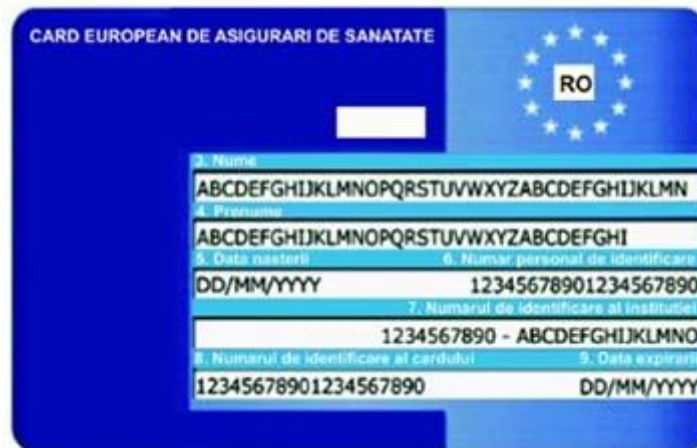 CARD EUROPEAN DE ASIGURARI DE SANATATE
RO
3. Nume
ABCDEFGHIJKLMNOPQRSTUVWXYZABCDEFGHIJKLMN
4. Prenume
ABCDEFGHIJKLMNOPQRSTUVWXYZABCDEFGHI
5. Data nasterii 6. Numar personal de identificare
DD/MM/YYYY 12345678901234567890
7. Numarul de identificare al institutiei
1234567890 - ABCDEFGHIJKLMNO
8. Numarul de identificare al cardului 9. Data expirarii
12345678901234567890 DD/MM/YYYY